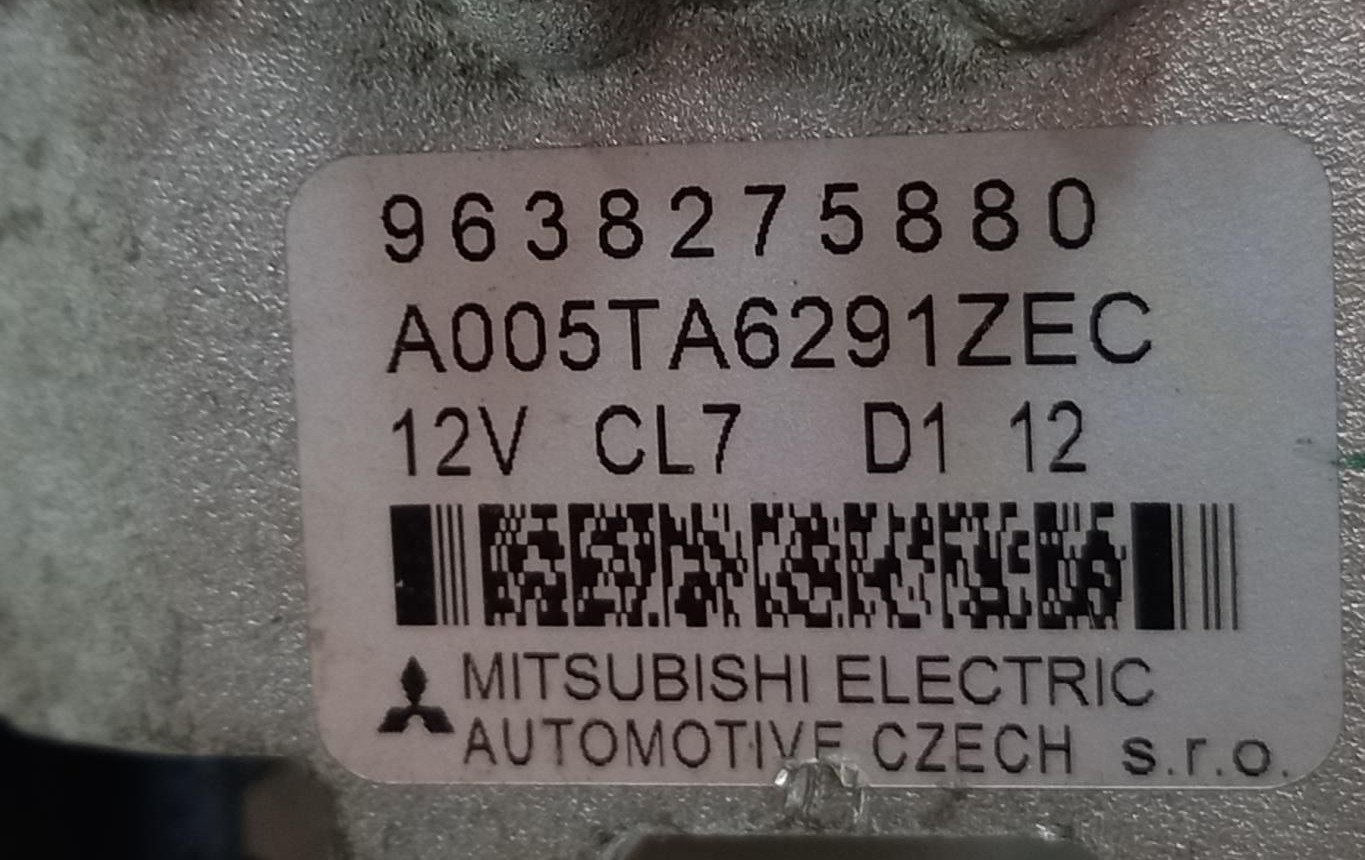 9638275880
A005TA6291ZEC
12V CL7 D1 12
MITSUBISHI ELECTRIC
AUTOMOTIVE CZECH s.r.o.